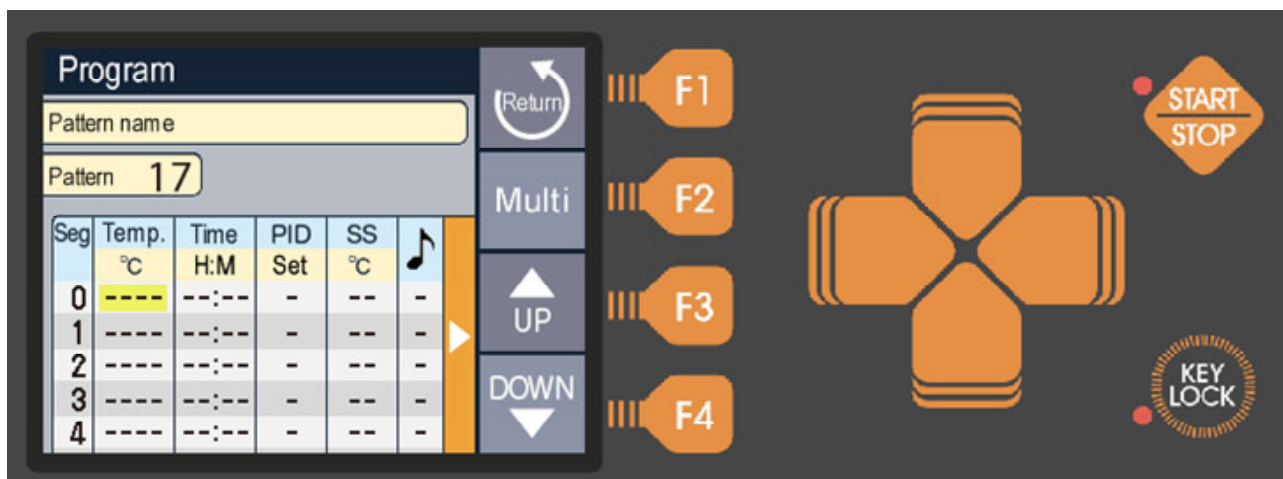 Program
Return
F1
START
STOP
Pattern name
Pattern 17
Multi
F2
Seg Temp. Time PID SS ♪
°C H:M Set °C
0 ---- --:-- - -- -
1 ---- --:-- - -- -
2 ---- --:-- - -- -
3 ---- --:-- - -- -
4 ---- --:-- - -- -
UP
F3
DOWN
F4
KEY
LOCK